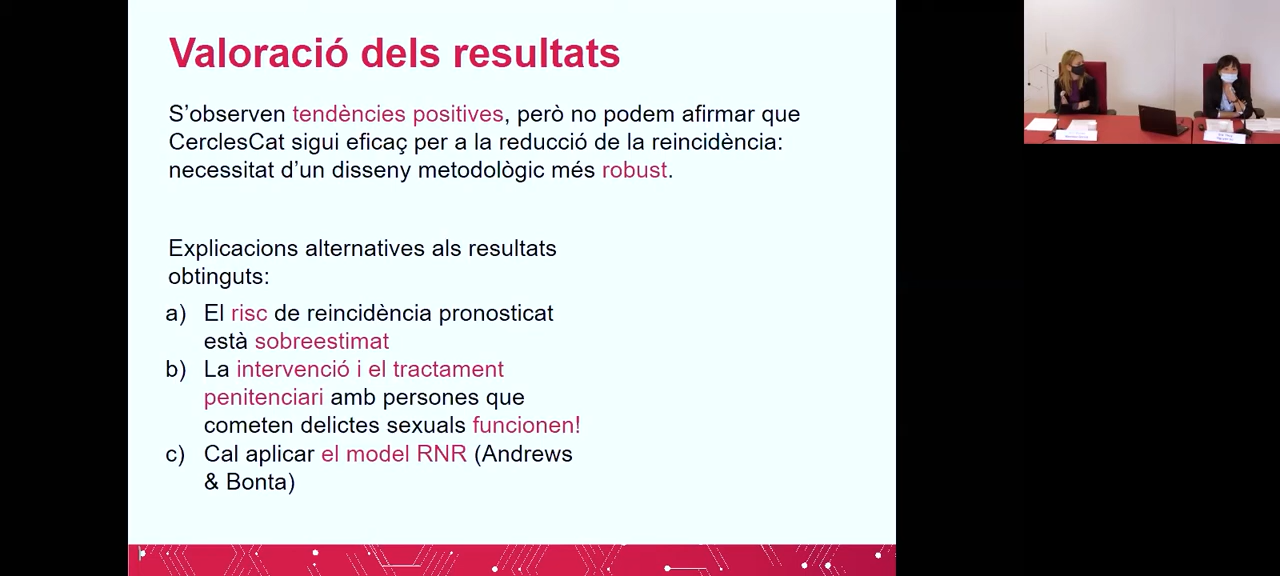 Valoració dels resultats
S’observen tendències positives, però no podem afirmar que
CerclesCat sigui eficaç per a la reducció de la reincidència:
necessitat d’un disseny metodològic més robust.
Explicacions alternatives als resultats
obtinguts:
a) El risc de reincidència pronosticat
està sobreestimat
b) La intervenció i el tractament
penitenciari amb persones que
cometen delictes sexuals funcionen!
c) Cal aplicar el model RNR (Andrews
& Bonta)